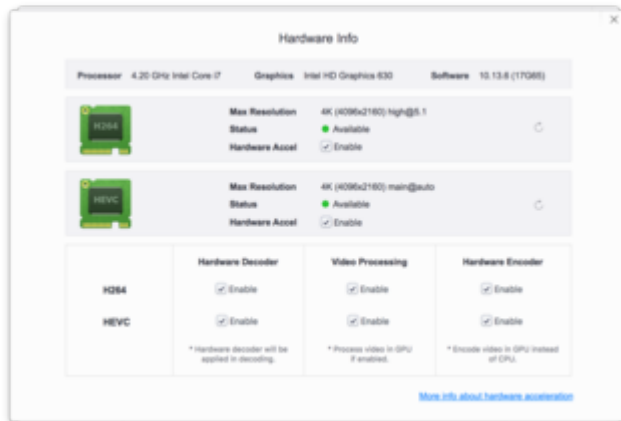 Hardware Info
Processor 4.20 GHz Intel Core i7 Graphics Intel HD Graphics 630 Software 10.13.6 (17G65)
H264
Max Resolution 4K (4096x2160) high@5.1
Status Available
Hardware Accel Enable
HEVC
Max Resolution 4K (4096x2160) main@auto
Status Available
Hardware Accel Enable
Hardware Decoder Video Processing Hardware Encoder
H264 Enable Enable Enable
HEVC Enable Enable Enable
* Hardware decoder will be * Process video in GPU * Encode video in GPU instead
applied in decoding. if enabled. of CPU.
More info about hardware acceleration